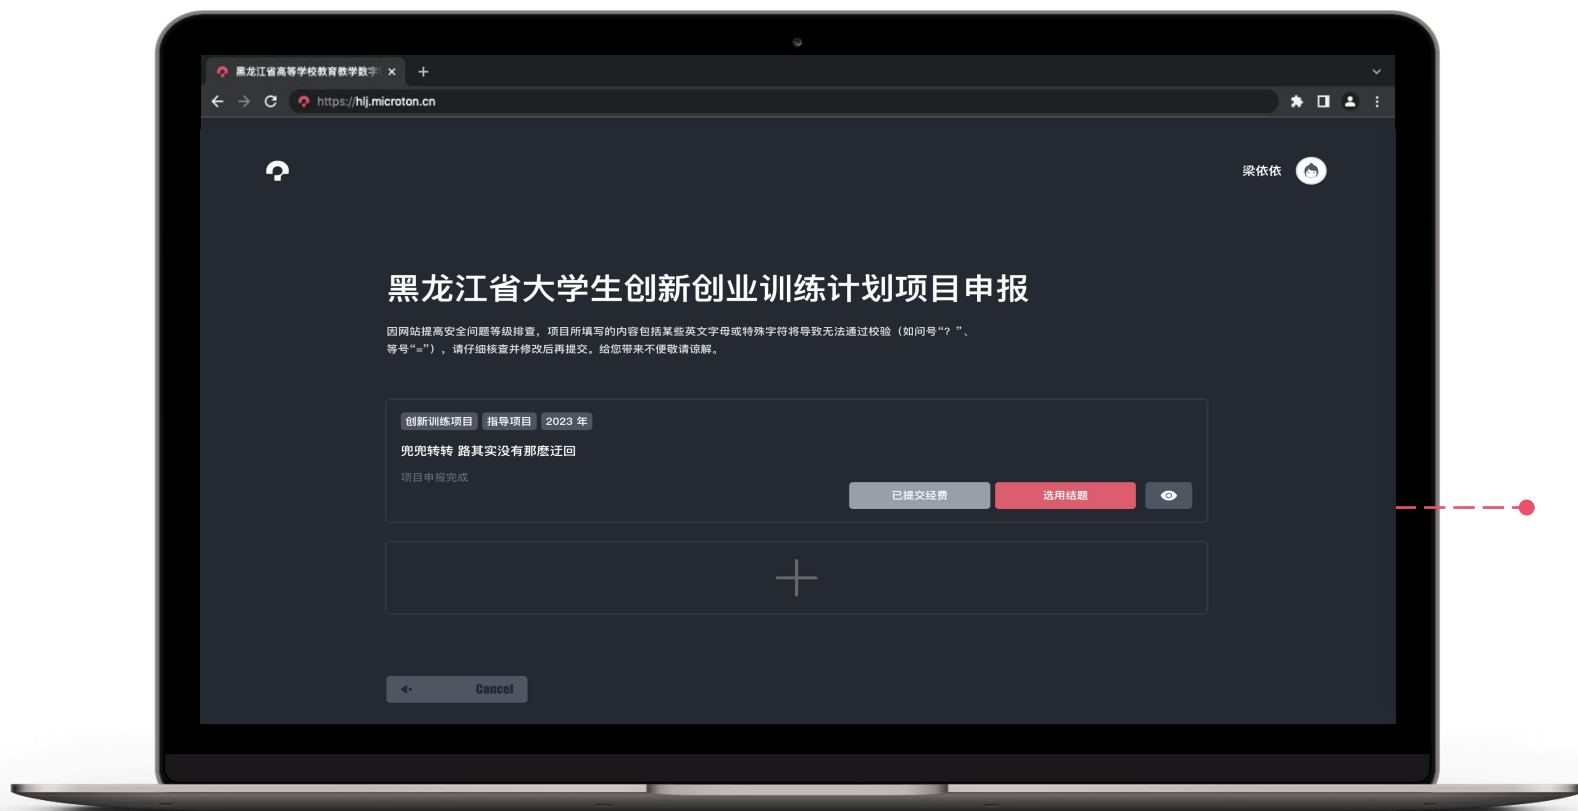 黑龙江省高等学校教育教学数字
https://hlj.microton.cn
梁依依
黑龙江省大学生创新创业训练计划项目申报
因网站提高安全问题等级排查，项目所填写的内容包括某些英文字母或特殊字符将导致无法通过校验（如问号“？”、
等号“=”），请仔细核查并修改后再提交。给您带来不便敬请谅解。
创新训练项目 指导项目 2023 年
兜兜转转 路其实没有那麽迂回
项目申报完成
已提交经费 选用结题
Cancel